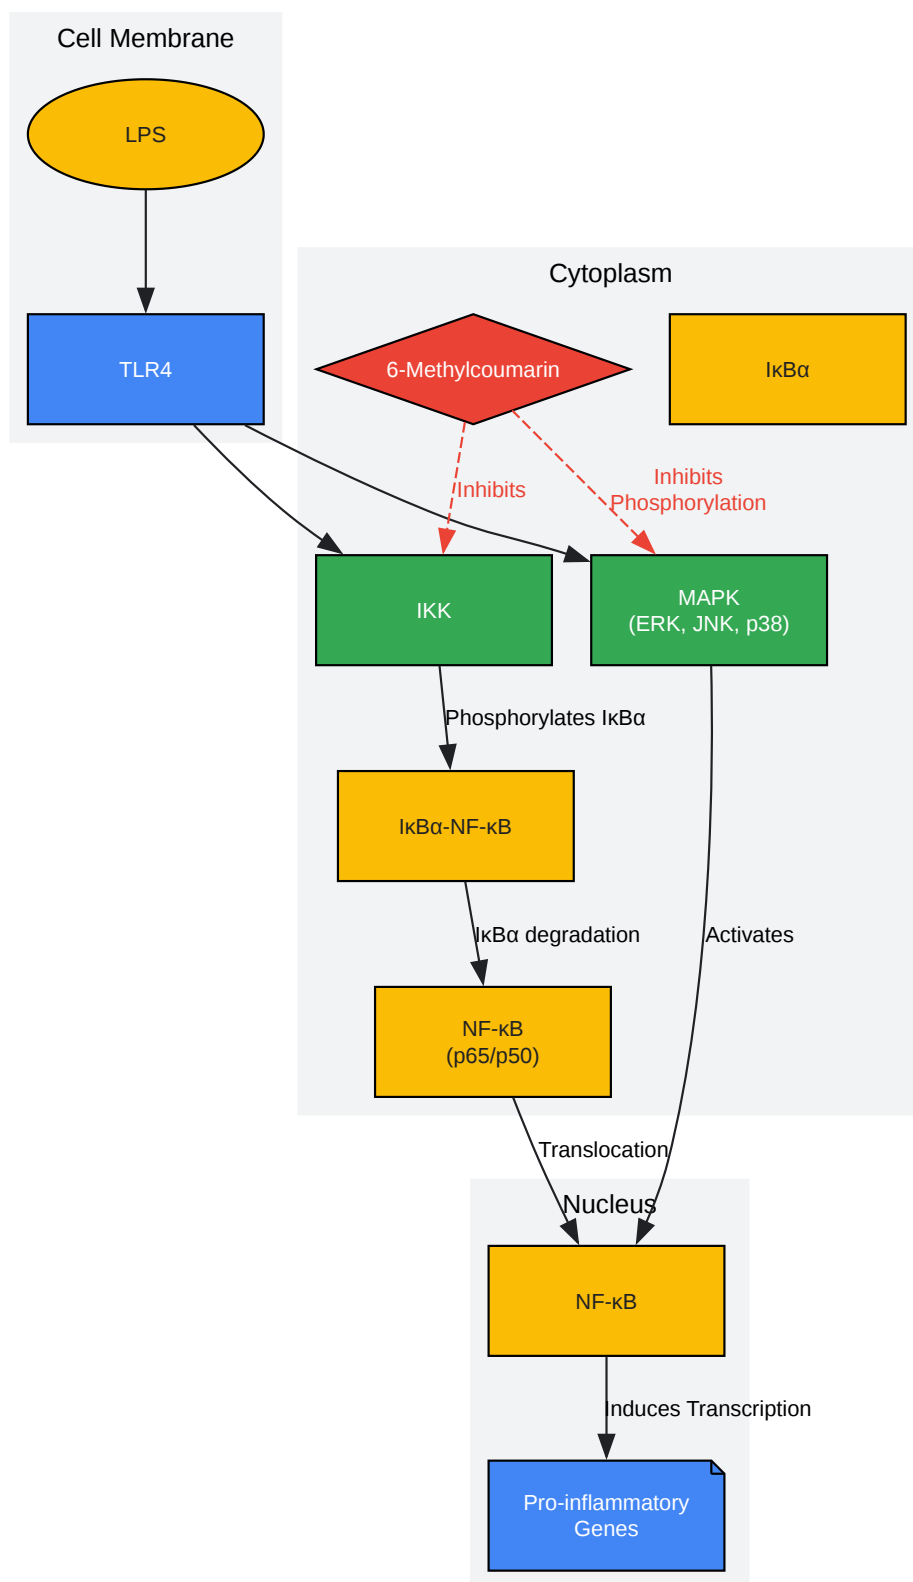 Cell Membrane
LPS
TLR4
Cytoplasm
6-Methylcoumarin
IκBα
Inhibits
Inhibits
Phosphorylation
IKK
MAPK
(ERK, JNK, p38)
Phosphorylates IκBα
IκBα-NF-κB
IκBα degradation
Activates
NF-κB
(p65/p50)
Translocation
Nucleus
NF-κB
Induces Transcription
Pro-inflammatory
Genes